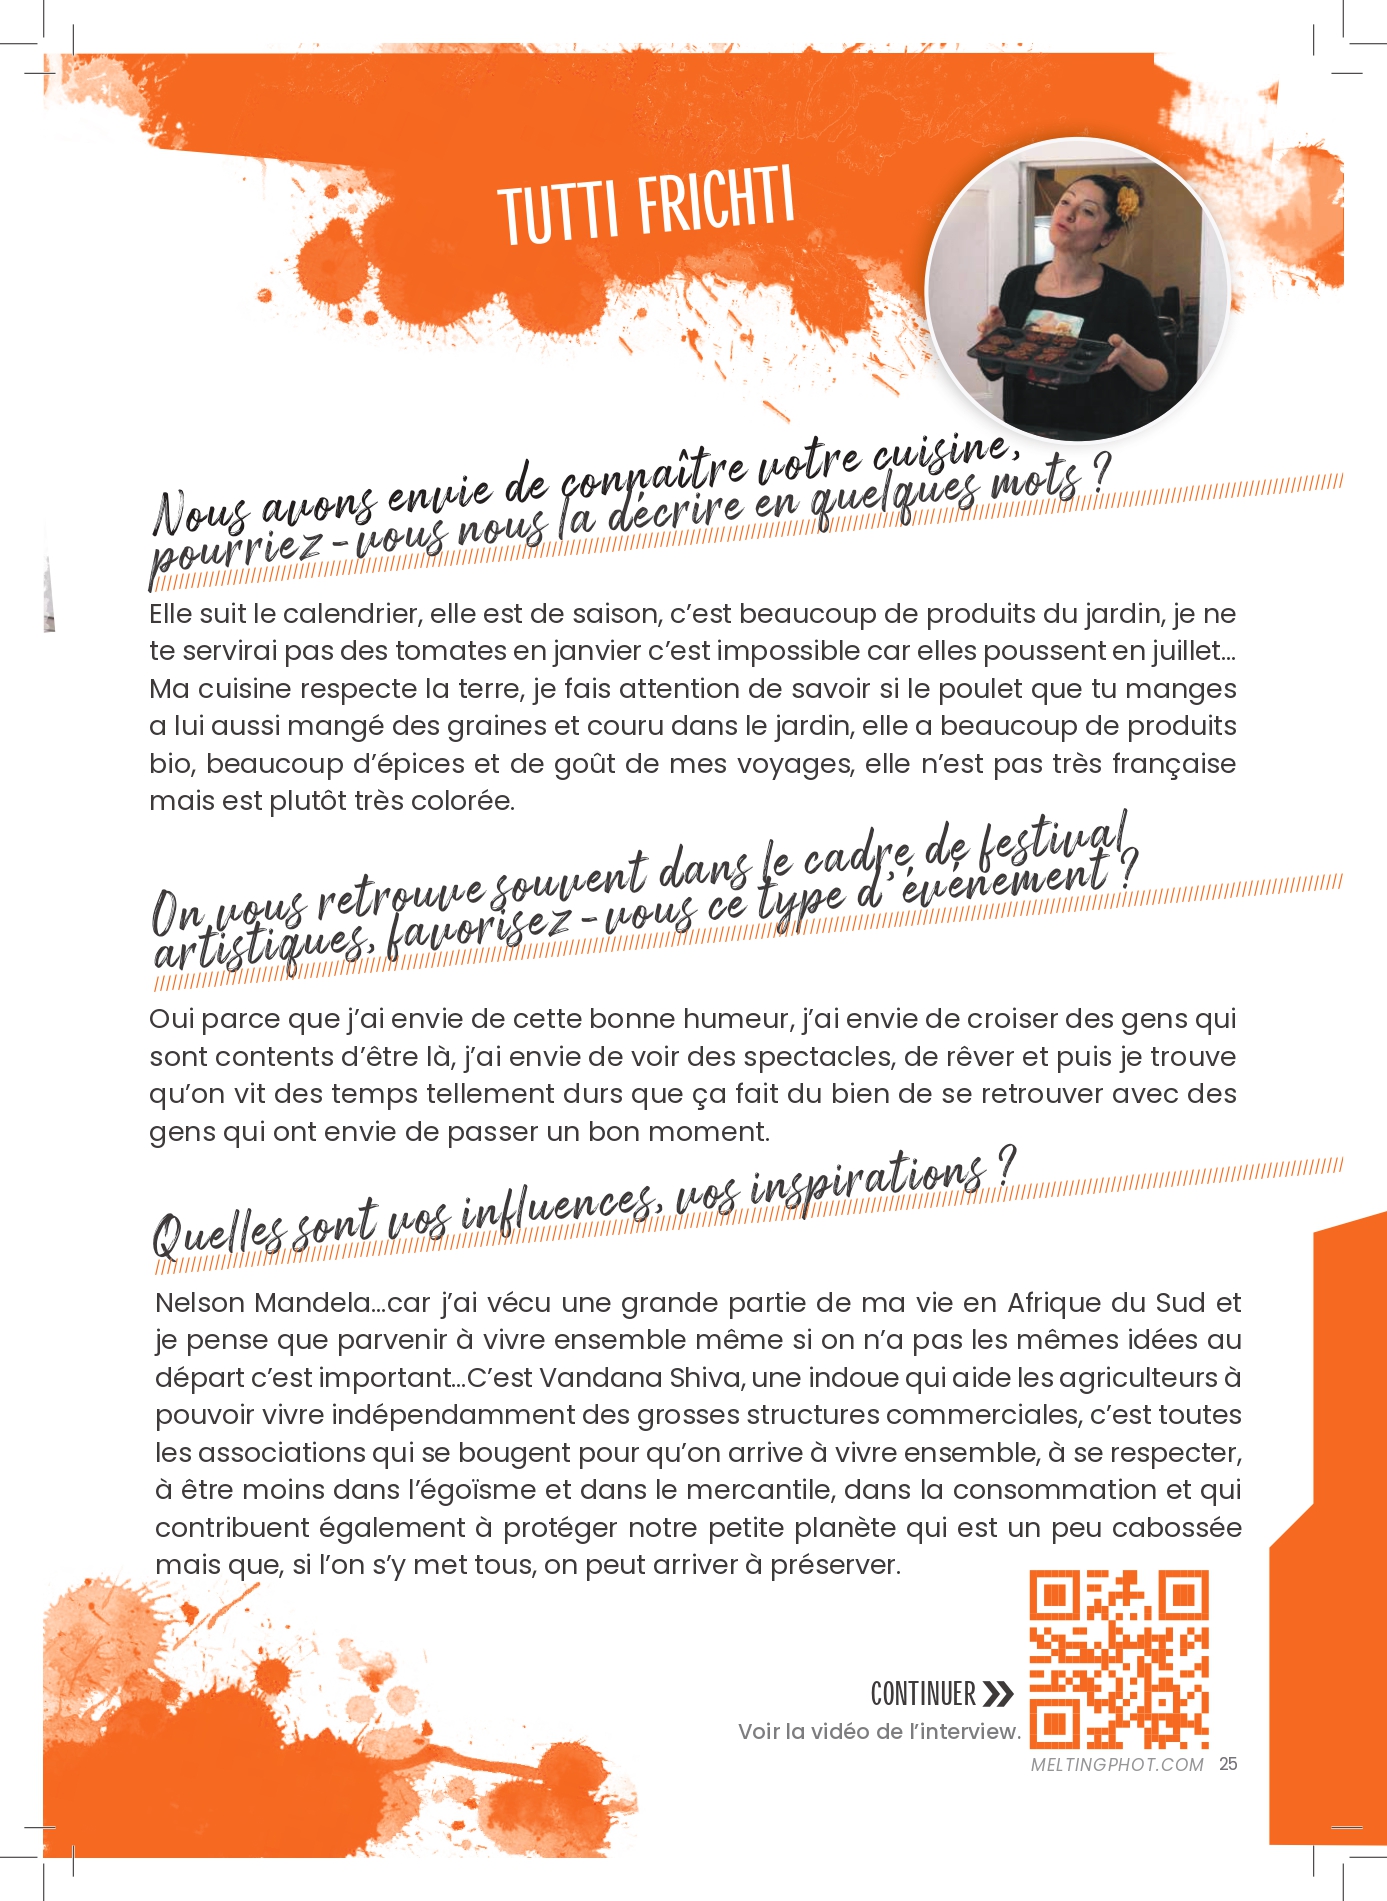 TUTTI FRICHTI
Nous avons envie de connaître votre cuisine,
pourriez-vous nous la décrire en quelques mots ?
Elle suit le calendrier, elle est de saison, c’est beaucoup de produits du jardin, je ne
te servirai pas des tomates en janvier c’est impossible car elles poussent en juillet...
Ma cuisine respecte la terre, je fais attention de savoir si le poulet que tu manges
a lui aussi mangé des graines et couru dans le jardin, elle a beaucoup de produits
bio, beaucoup d’épices et de goût de mes voyages, elle n’est pas très française
mais est plutôt très colorée.
On vous retrouve souvent dans le cadre de festival
artistiques, favorisez-vous ce type d’événement ?
Oui parce que j’ai envie de cette bonne humeur, j’ai envie de croiser des gens qui
sont contents d’être là, j’ai envie de voir des spectacles, de rêver et puis je trouve
qu’on vit des temps tellement durs que ça fait du bien de se retrouver avec des
gens qui ont envie de passer un bon moment.
Quelles sont vos influences, vos inspirations ?
Nelson Mandela...car j’ai vécu une grande partie de ma vie en Afrique du Sud et
je pense que parvenir à vivre ensemble même si on n’a pas les mêmes idées au
départ c’est important...C’est Vandana Shiva, une indoue qui aide les agriculteurs à
pouvoir vivre indépendamment des grosses structures commerciales, c’est toutes
les associations qui se bougent pour qu’on arrive à vivre ensemble, à se respecter,
à être moins dans l’égoïsme et dans le mercantile, dans la consommation et qui
contribuent également à protéger notre petite planète qui est un peu cabossée
mais que, si l’on s’y met tous, on peut arriver à préserver.
CONTINUER
Voir la vidéo de l’interview.
MELTINGPHOT.COM 25